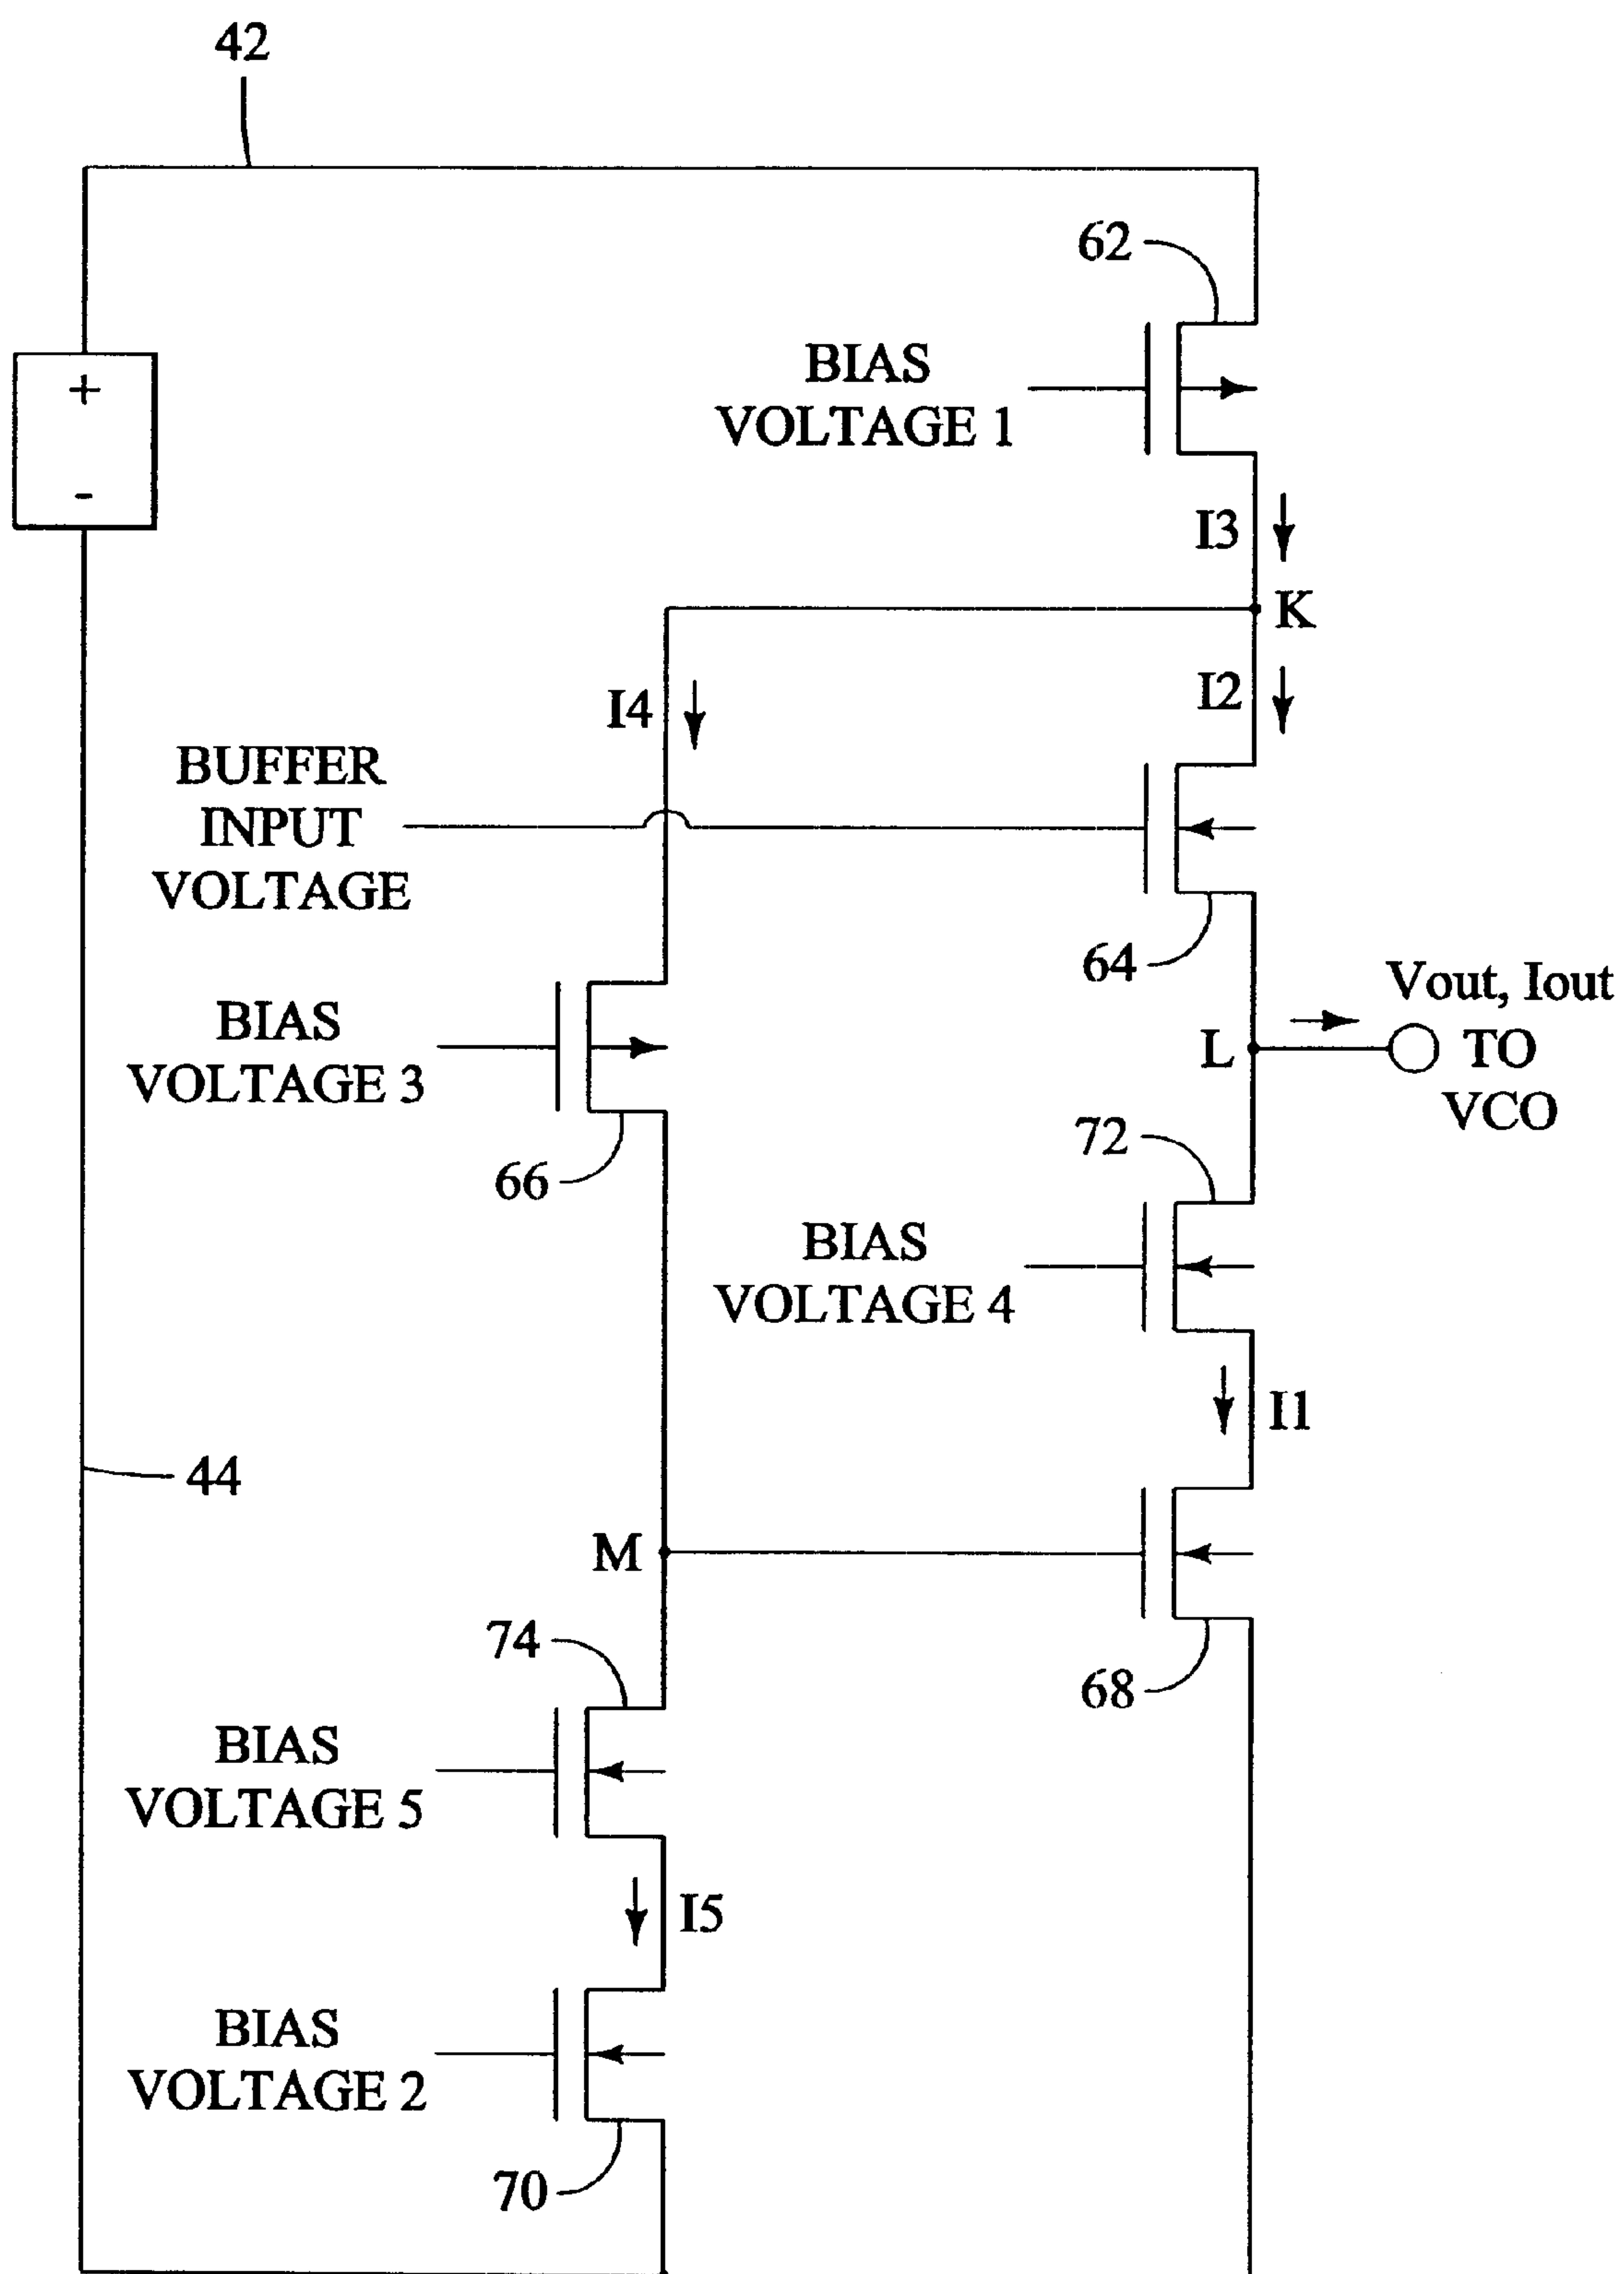 42
62
+
-
BIAS
VOLTAGE 1
I3
K
I4
I2
BUFFER
INPUT
VOLTAGE
64
Vout, Iout
TO
VCO
L
BIAS
VOLTAGE 3
66
72
BIAS
VOLTAGE 4
I1
44
M
74
68
BIAS
VOLTAGE 5
I5
BIAS
VOLTAGE 2
70